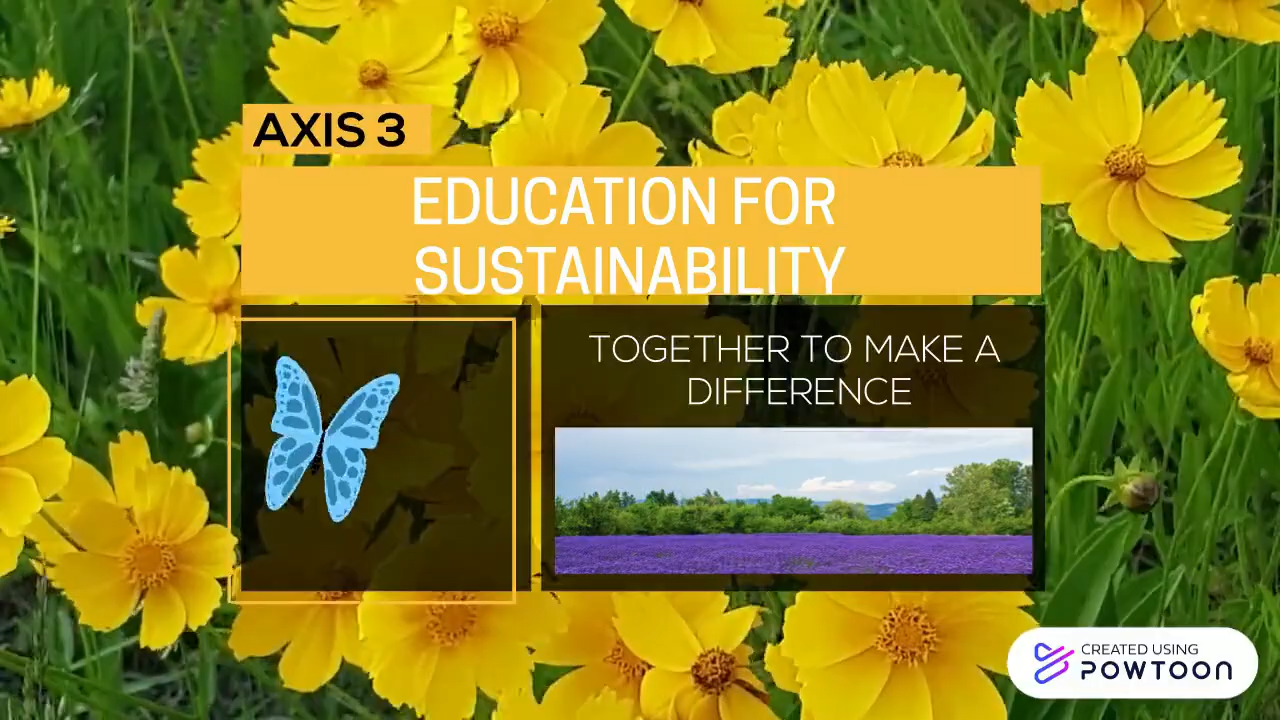 AXIS 3
EDUCATION FOR
SUSTAINABILITY
TOGETHER TO MAKE A
DIFFERENCE
CREATED USING
POWTOON